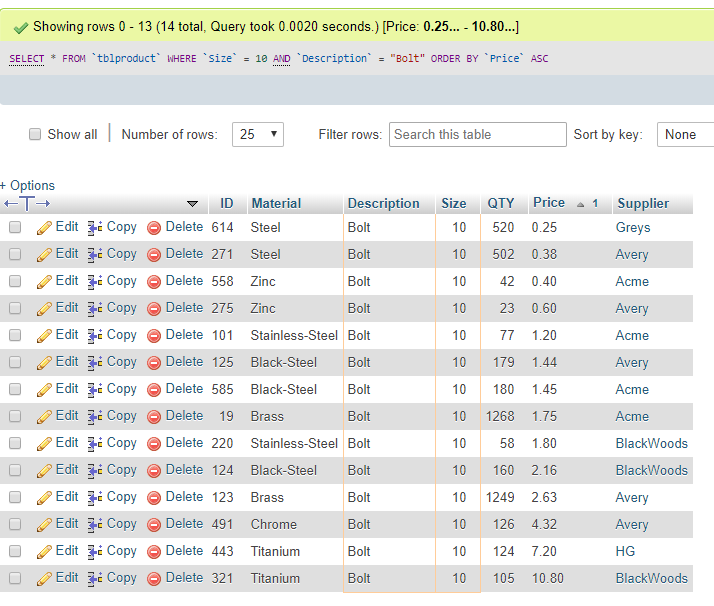 Showing rows 0 - 13 (14 total, Query took 0.0020 seconds.) [Price: 0.25... - 10.80...]
SELECT * FROM `tblproduct` WHERE `Size` = 10 AND `Description` = "Bolt" ORDER BY `Price` ASC
Show all | Number of rows: 25 Filter rows: Search this table Sort by key: None
+ Options
←T→ ID Material Description Size QTY Price 1 Supplier
Edit Copy Delete 614 Steel Bolt 10 520 0.25 Greys
Edit Copy Delete 271 Steel Bolt 10 502 0.38 Avery
Edit Copy Delete 558 Zinc Bolt 10 42 0.40 Acme
Edit Copy Delete 275 Zinc Bolt 10 23 0.60 Avery
Edit Copy Delete 101 Stainless-Steel Bolt 10 77 1.20 Acme
Edit Copy Delete 125 Black-Steel Bolt 10 179 1.44 Avery
Edit Copy Delete 585 Black-Steel Bolt 10 180 1.45 Acme
Edit Copy Delete 19 Brass Bolt 10 1268 1.75 Acme
Edit Copy Delete 220 Stainless-Steel Bolt 10 58 1.80 BlackWoods
Edit Copy Delete 124 Black-Steel Bolt 10 160 2.16 BlackWoods
Edit Copy Delete 123 Brass Bolt 10 1249 2.63 Avery
Edit Copy Delete 491 Chrome Bolt 10 126 4.32 Avery
Edit Copy Delete 443 Titanium Bolt 10 124 7.20 HG
Edit Copy Delete 321 Titanium Bolt 10 105 10.80 BlackWoods